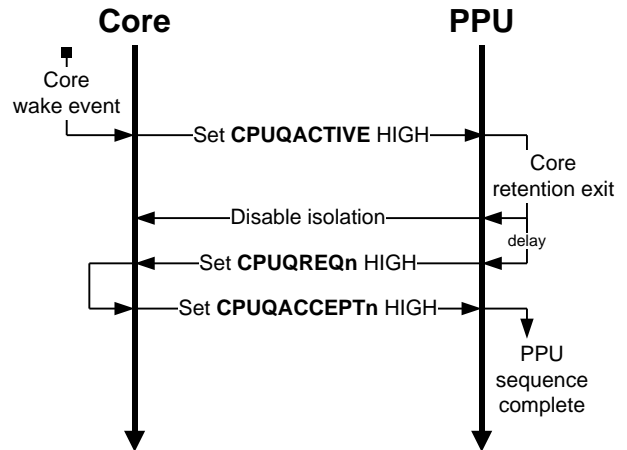 Core
PPU
Core
wake event
Set CPUQACTIVE HIGH
Core
retention exit
Disable isolation
delay
Set CPUQREQn HIGH
Set CPUQACCEPTn HIGH
PPU
sequence
complete